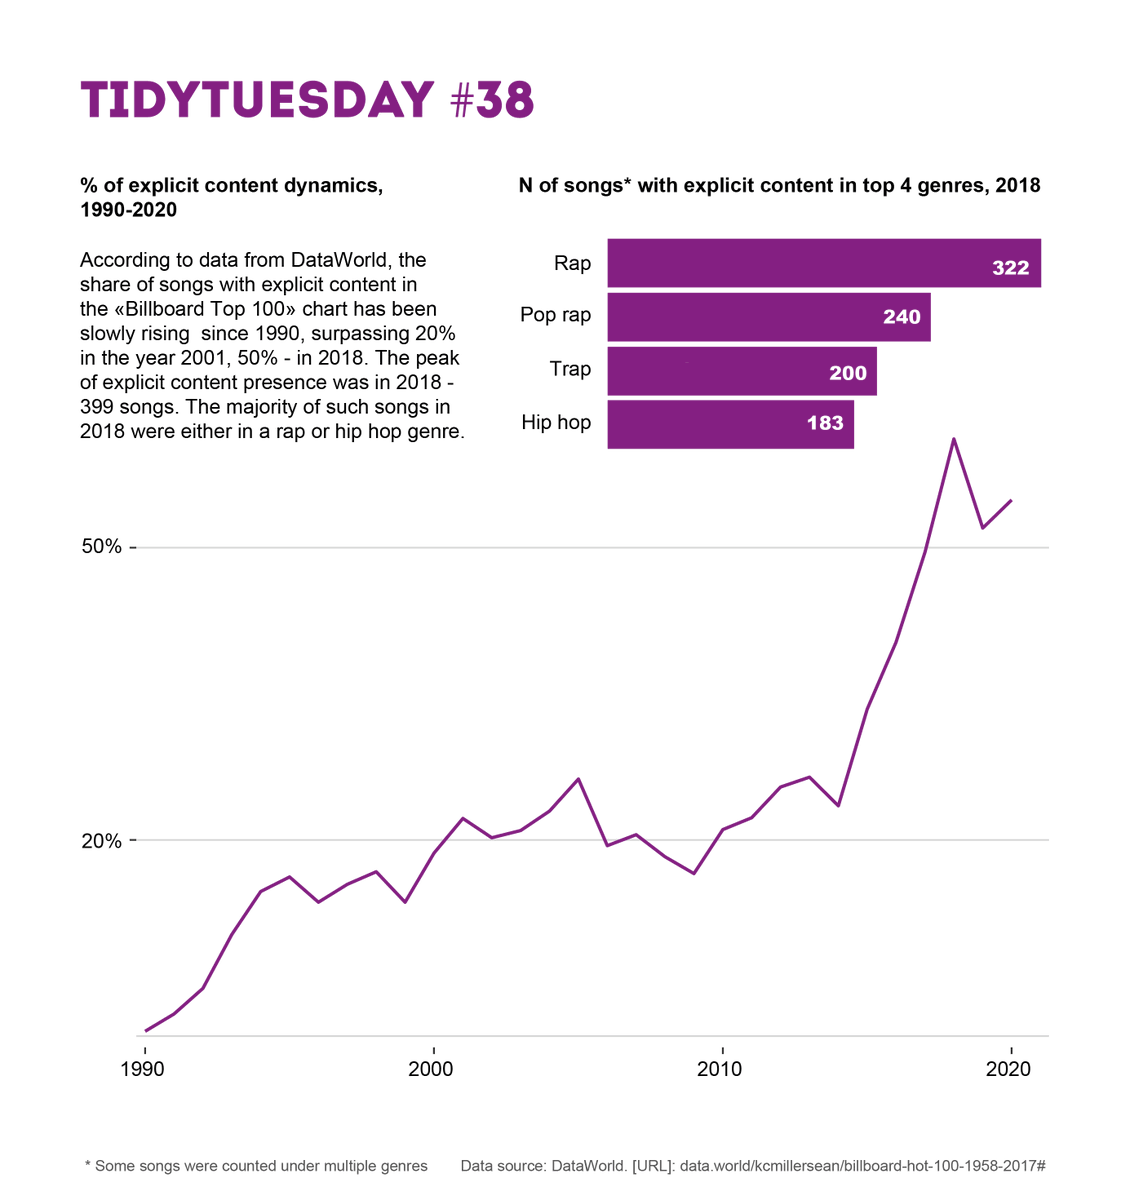 TIDYTUESDAY #38
% of explicit content dynamics,
1990-2020
According to data from DataWorld, the
share of songs with explicit content in
the «Billboard Top 100» chart has been
slowly rising  since 1990, surpassing 20%
in the year 2001, 50% - in 2018. The peak
of explicit content presence was in 2018 -
399 songs. The majority of such songs in
2018 were either in a rap or hip hop genre.
N of songs* with explicit content in top 4 genres, 2018
Rap 322
Pop rap 240
Trap 200
Hip hop 183
50%
20%
1990 2000 2010 2020
* Some songs were counted under multiple genres
Data source: DataWorld. [URL]: data.world/kcmillersean/billboard-hot-100-1958-2017#